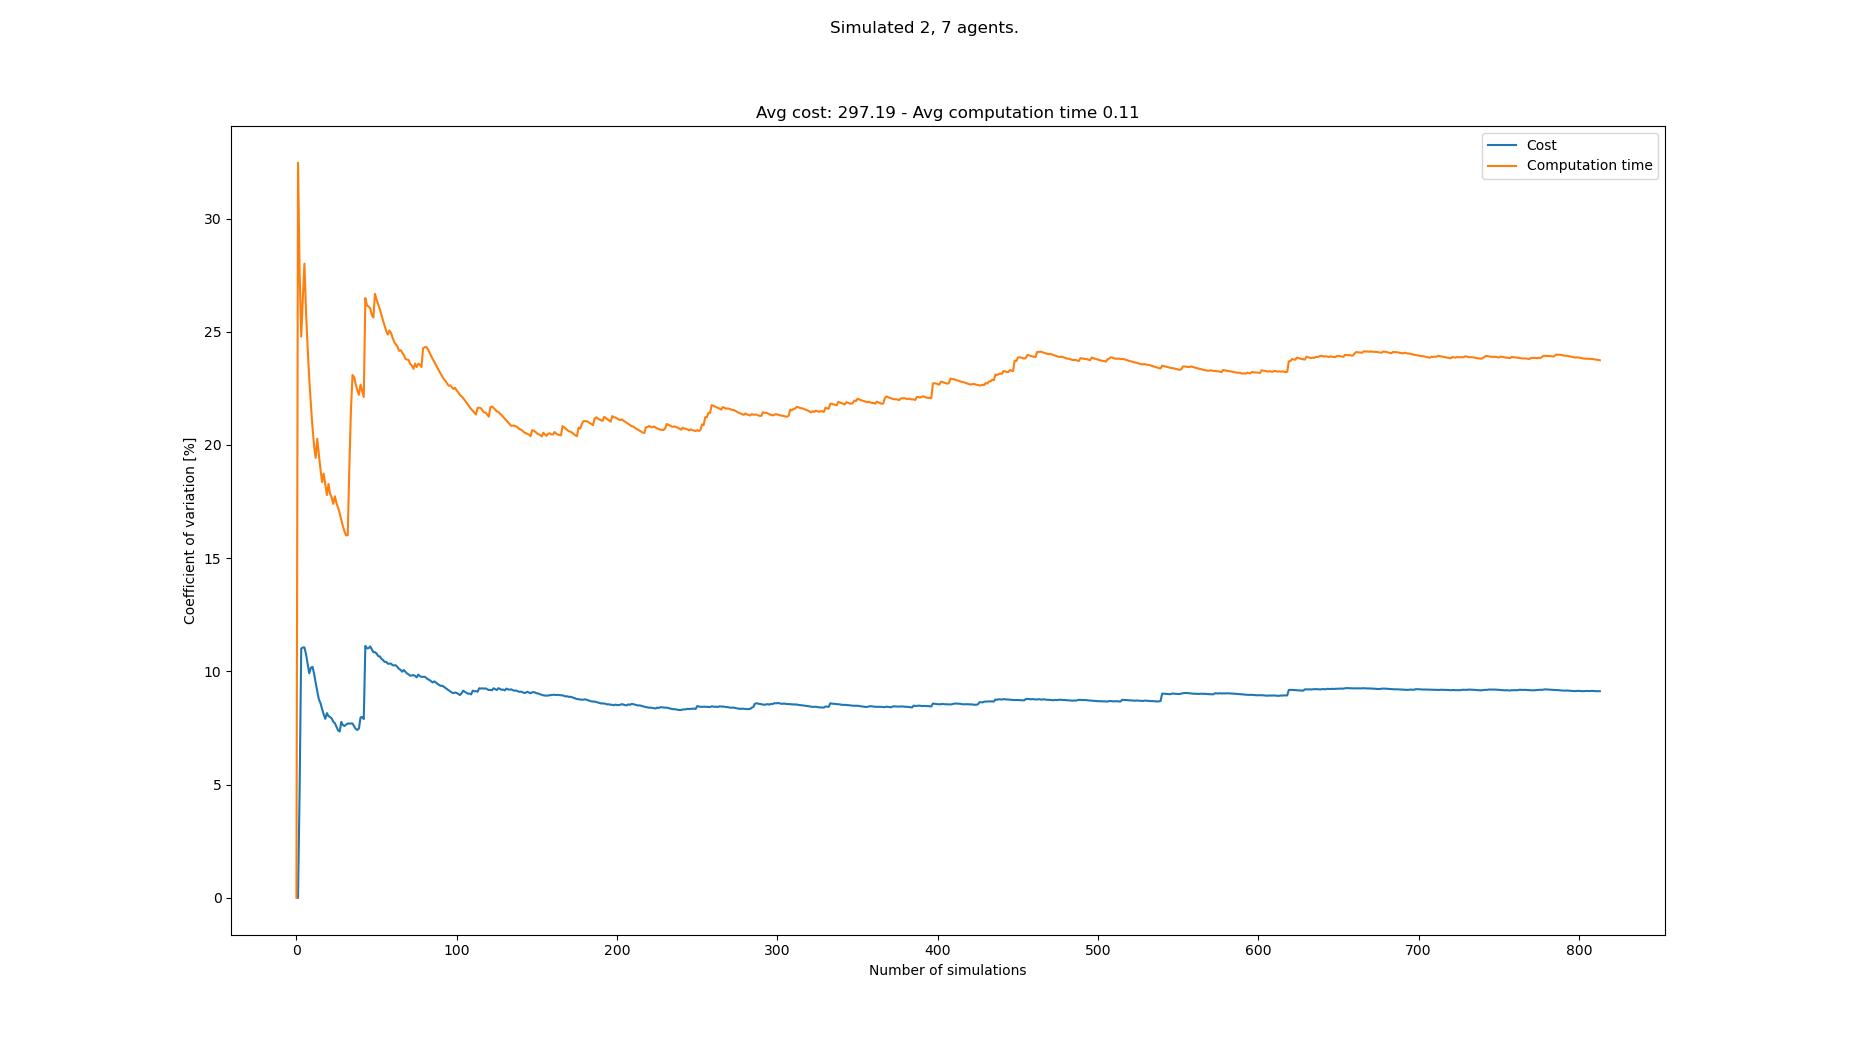 Simulated 2, 7 agents.
Avg cost: 297.19 - Avg computation time 0.11
Cost
Computation time
30
25
20
15
10
5
0
Coefficient of variation [%]
0 100 200 300 400 500 600 700 800
Number of simulations